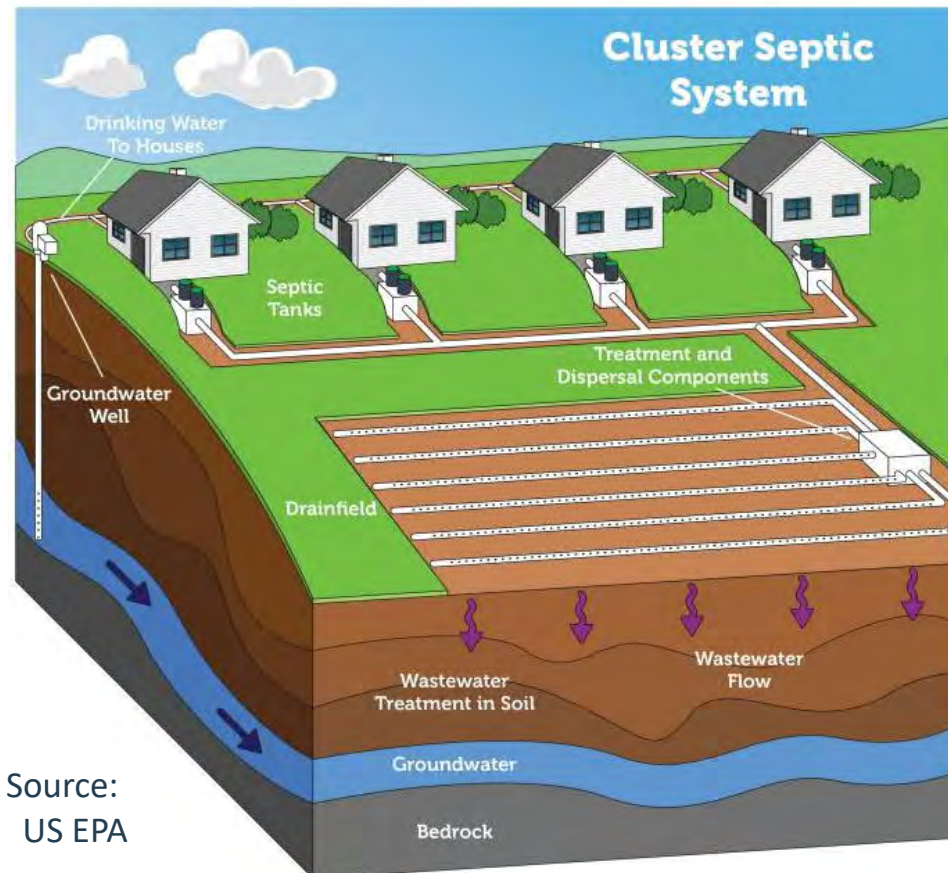 Cluster Septic
System
Drinking Water
To Houses
Septic
Tanks
Groundwater
Well
Treatment and
Dispersal Components
Drainfield
Wastewater
Treatment in Soil
Wastewater
Flow
Groundwater
Bedrock
Source:
US EPA